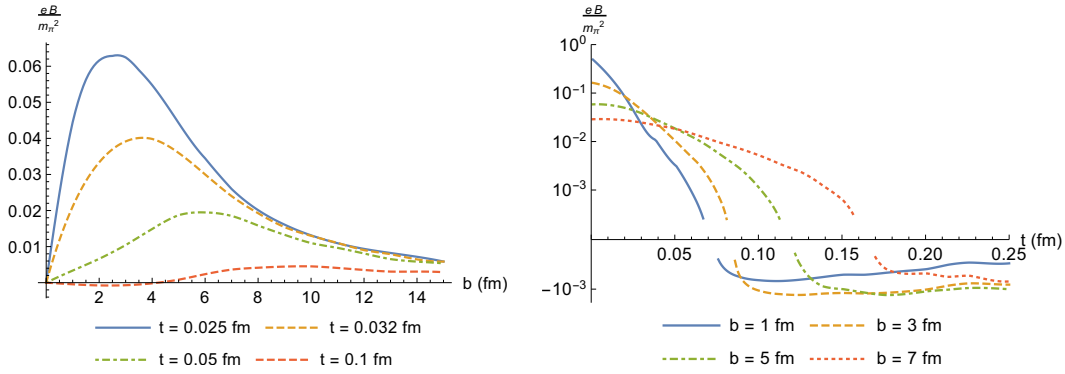 eB/mπ²
0.06
0.05
0.04
0.03
0.02
0.01
2 4 6 8 10 12 14 b (fm)
t = 0.025 fm t = 0.032 fm
t = 0.05 fm t = 0.1 fm
eB/mπ²
10⁰
10⁻¹
10⁻²
10⁻³
0.05 0.10 0.15 0.20 0.25 t (fm)
−10⁻³
b = 1 fm b = 3 fm
b = 5 fm b = 7 fm